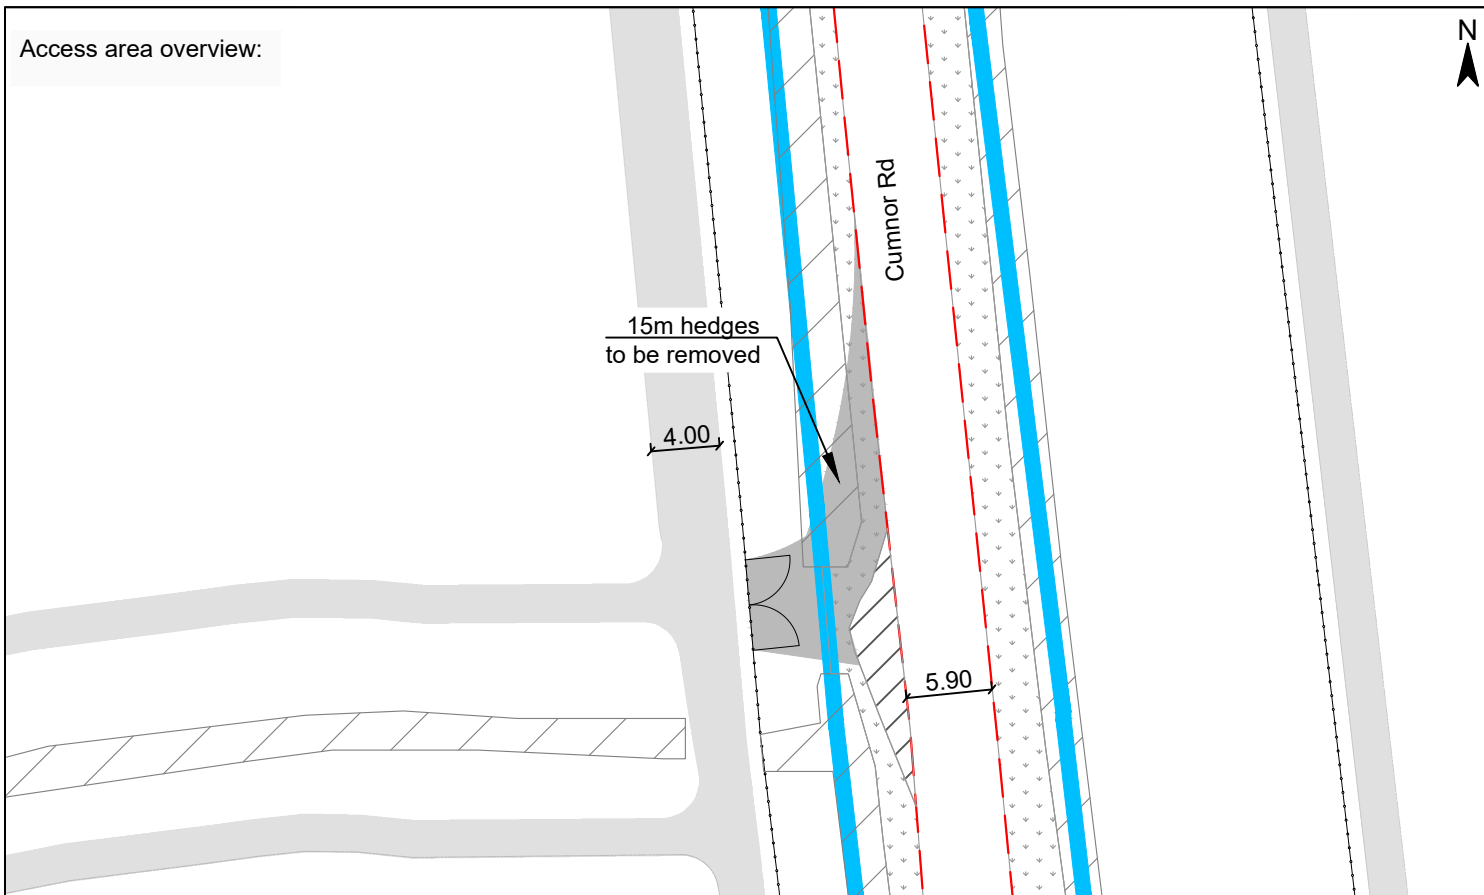 Access area overview:
N
Cumnor Rd
15m hedges
to be removed
4.00
5.90